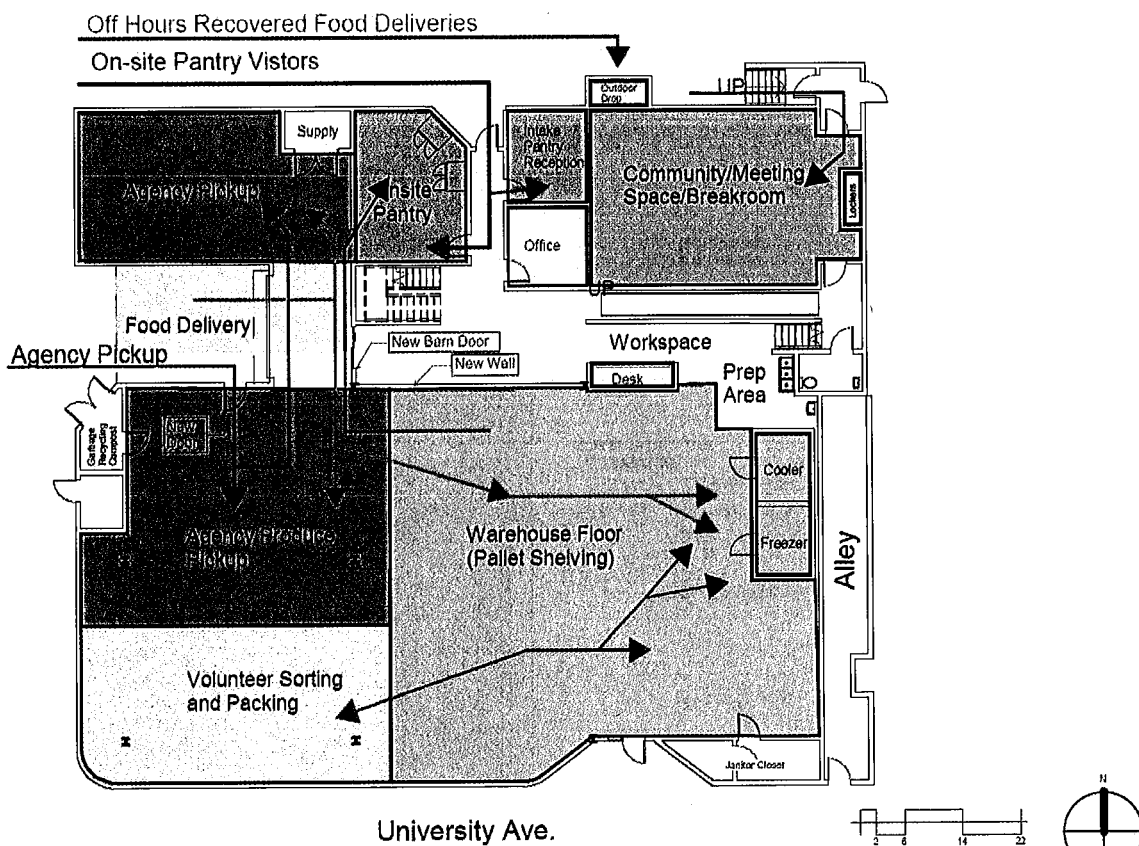 Off Hours Recovered Food Deliveries
On-site Pantry Vistors
Outdoor
Drop
UP
Supply
Intake
Pantry
Reception
Agency Pickup
Onsite
Pantry
Community/Meeting
Space/Breakroom
Lockers
Office
UP
Food Delivery
New Barn Door
New Wall
Workspace
Agency Pickup
Desk
Prep
Area
Garbage
Recycling
Compost
New
Door
Cooler
Warehouse Floor
(Pallet Shelving)
Agency Produce
Pickup
Freezer
Alley
Volunteer Sorting
and Packing
Janitor Closet
University Ave.
N
2 6 14 22